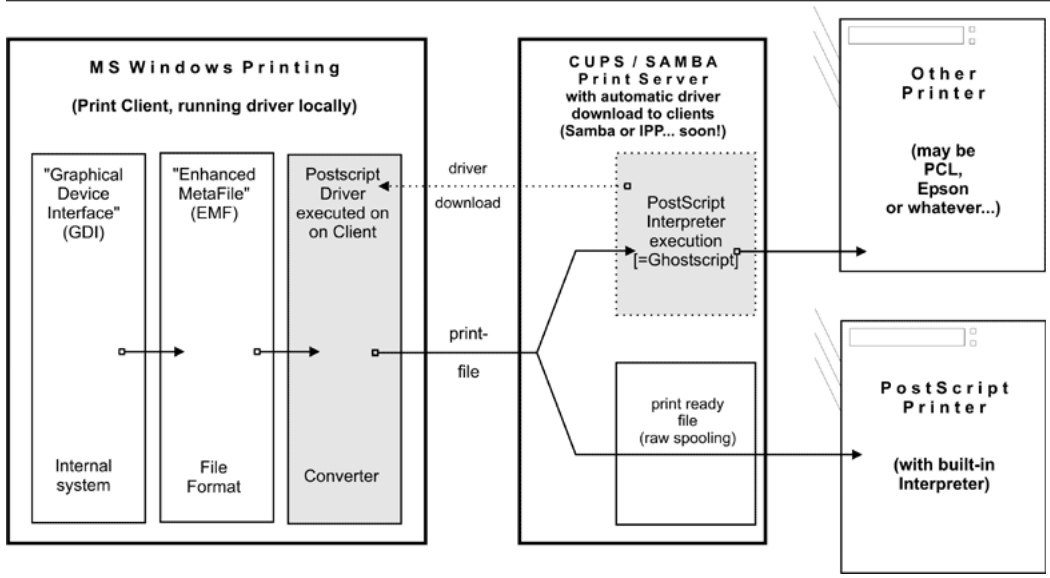 MS Windows Printing
(Print Client, running driver locally)
"Graphical
Device
Interface"
(GDI)
Internal
system
"Enhanced
MetaFile"
(EMF)
File
Format
Postscript
Driver
executed on
on Client
Converter
driver
download
print-
file
CUPS / SAMBA
Print Server
with automatic driver
download to clients
(Samba or IPP... soon!)
PostScript
Interpreter
execution
[=Ghostscript]
print ready
file
(raw spooling)
Other
Printer
(may be
PCL,
Epson
or whatever...)
PostScript
Printer
(with built-in
Interpreter)